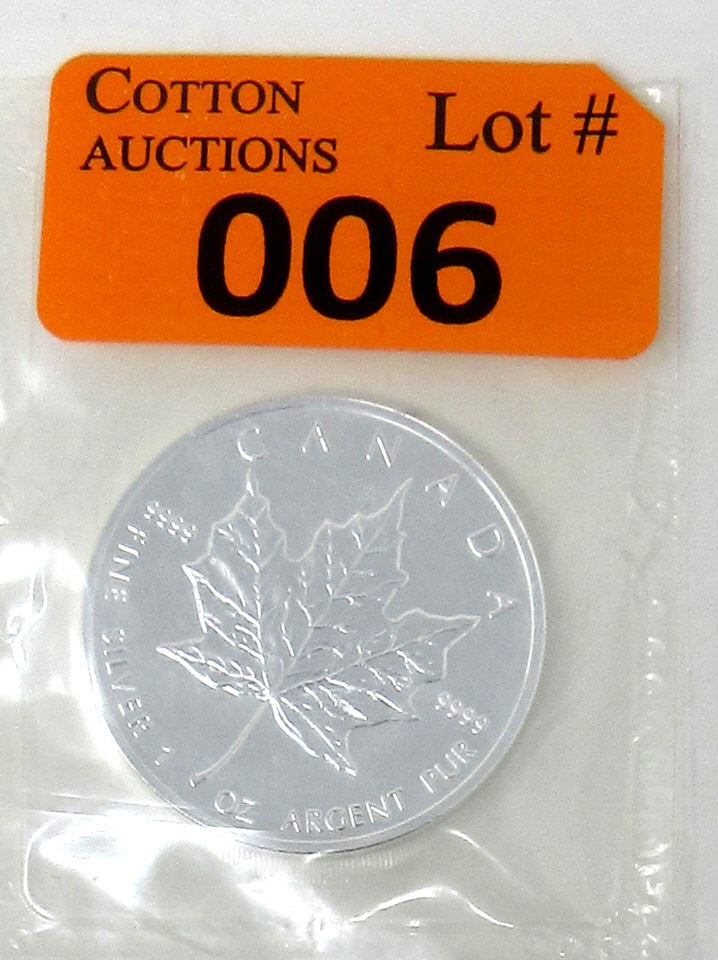 COTTON
AUCTIONS
Lot #
006
CANADA
9999
9999
FINE SILVER 1 OZ ARGENT PUR